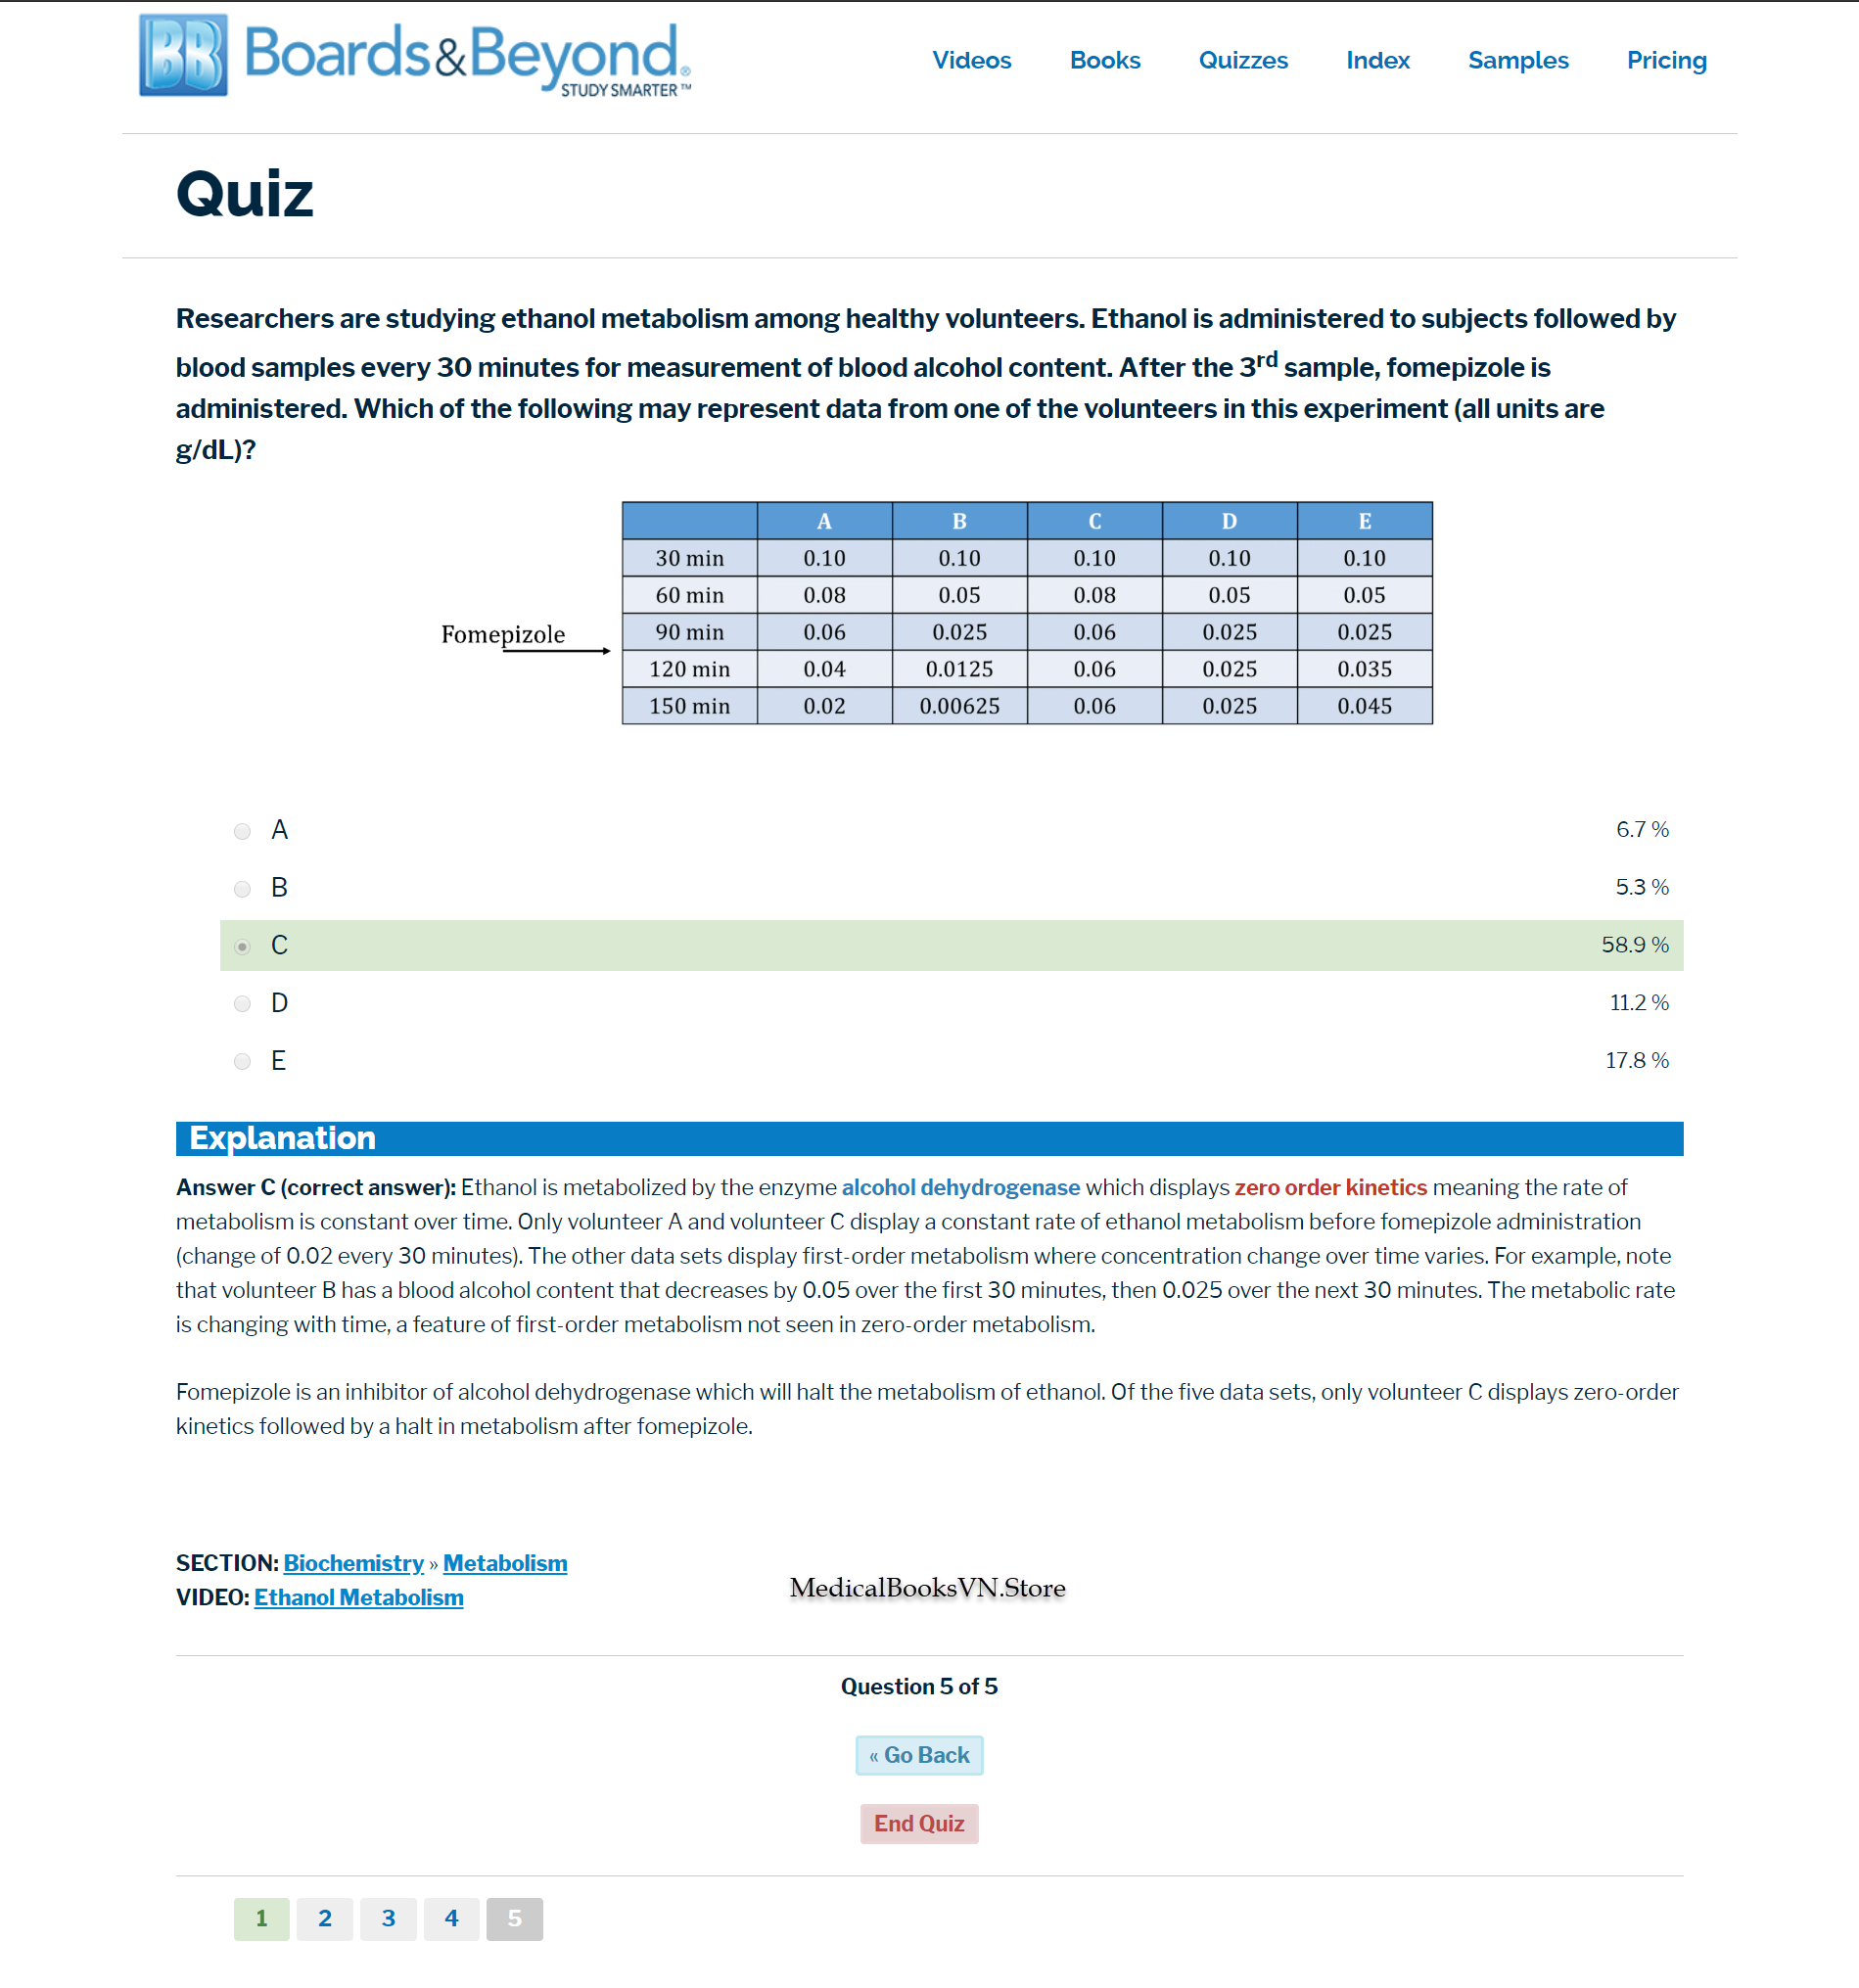 BB Boards&Beyond®
STUDY SMARTER™
Videos Books Quizzes Index Samples Pricing
Quiz
Researchers are studying ethanol metabolism among healthy volunteers. Ethanol is administered to subjects followed by
blood samples every 30 minutes for measurement of blood alcohol content. After the 3rd sample, fomepizole is
administered. Which of the following may represent data from one of the volunteers in this experiment (all units are
g/dL)?
A B C D E
30 min 0.10 0.10 0.10 0.10 0.10
60 min 0.08 0.05 0.08 0.05 0.05
Fomepizole 90 min 0.06 0.025 0.06 0.025 0.025
120 min 0.04 0.0125 0.06 0.025 0.035
150 min 0.02 0.00625 0.06 0.025 0.045
A 6.7 %
B 5.3 %
C 58.9 %
D 11.2 %
E 17.8 %
Explanation
Answer C (correct answer): Ethanol is metabolized by the enzyme alcohol dehydrogenase which displays zero order kinetics meaning the rate of
metabolism is constant over time. Only volunteer A and volunteer C display a constant rate of ethanol metabolism before fomepizole administration
(change of 0.02 every 30 minutes). The other data sets display first-order metabolism where concentration change over time varies. For example, note
that volunteer B has a blood alcohol content that decreases by 0.05 over the first 30 minutes, then 0.025 over the next 30 minutes. The metabolic rate
is changing with time, a feature of first-order metabolism not seen in zero-order metabolism.
Fomepizole is an inhibitor of alcohol dehydrogenase which will halt the metabolism of ethanol. Of the five data sets, only volunteer C displays zero-order
kinetics followed by a halt in metabolism after fomepizole.
SECTION: Biochemistry » Metabolism
VIDEO: Ethanol Metabolism
MedicalBooksVN.Store
Question 5 of 5
« Go Back
End Quiz
1 2 3 4 5